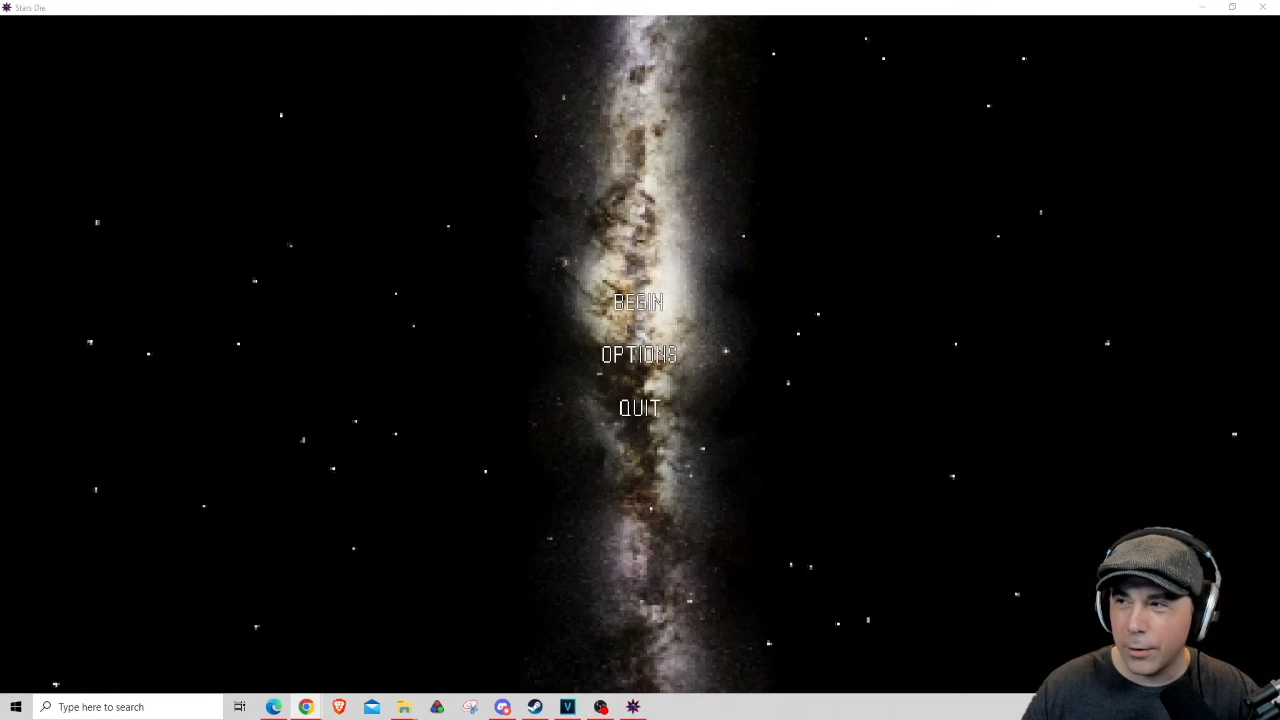 Stars Die
BEGIN
OPTIONS
QUIT
Type here to search
V